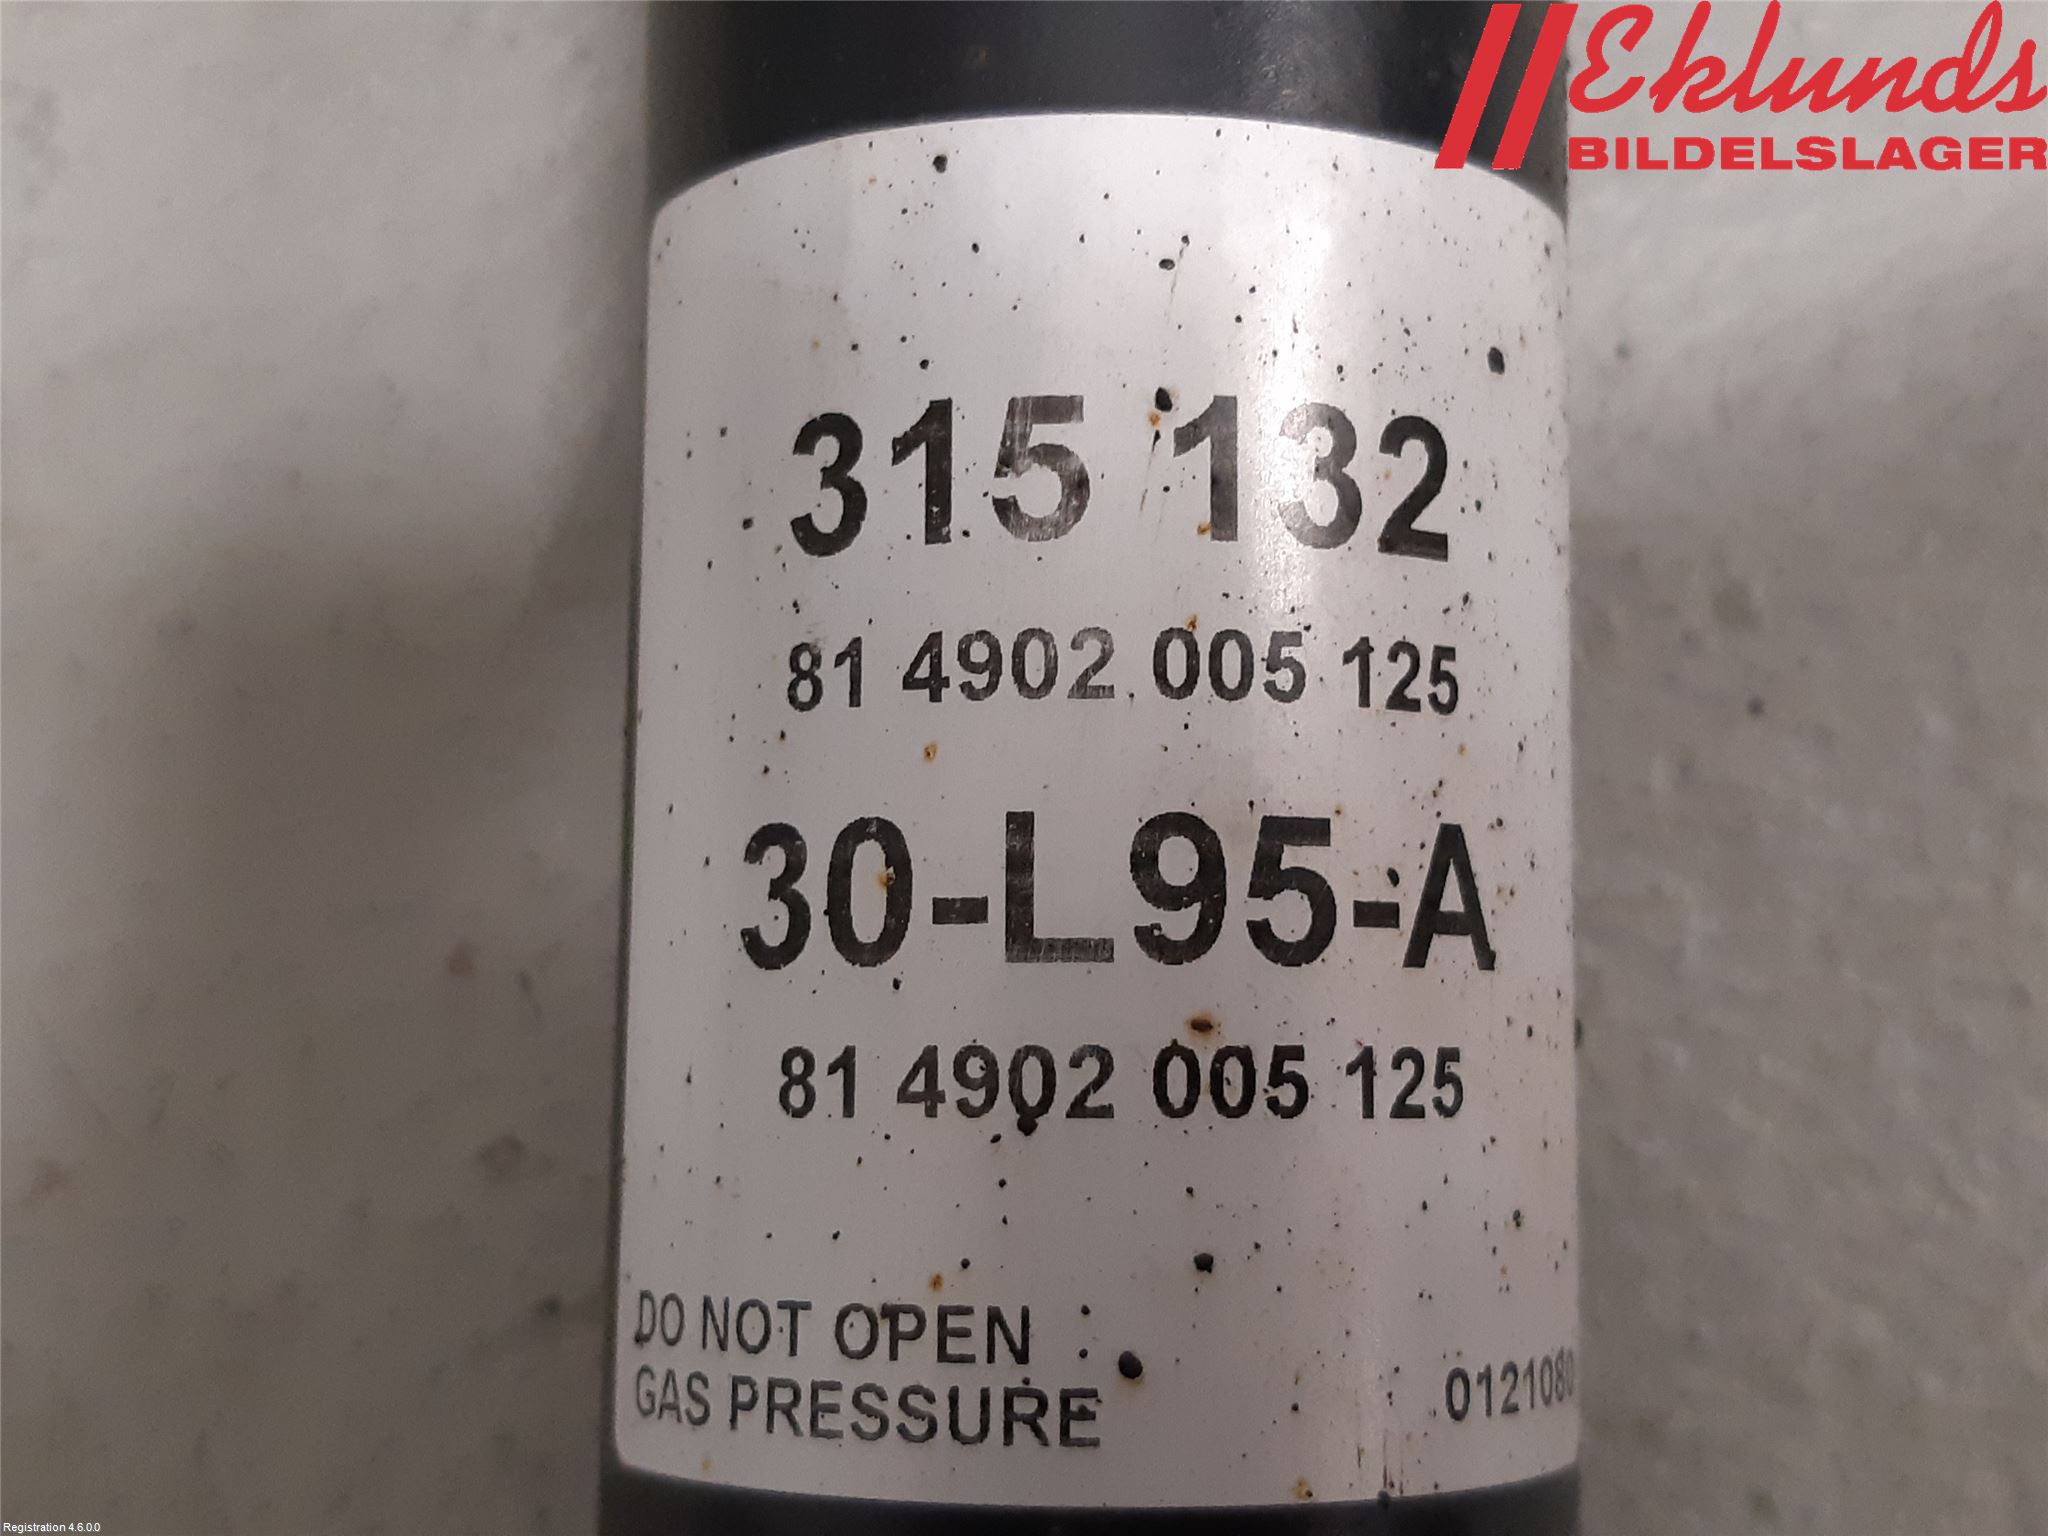 Eklunds
BILDELSLAGER
315 132
81 4902 005 125
30-L95-A
81 4902 005 125
DO NOT OPEN :
GAS PRESSURE
0121080
Registration 4.6.0.0